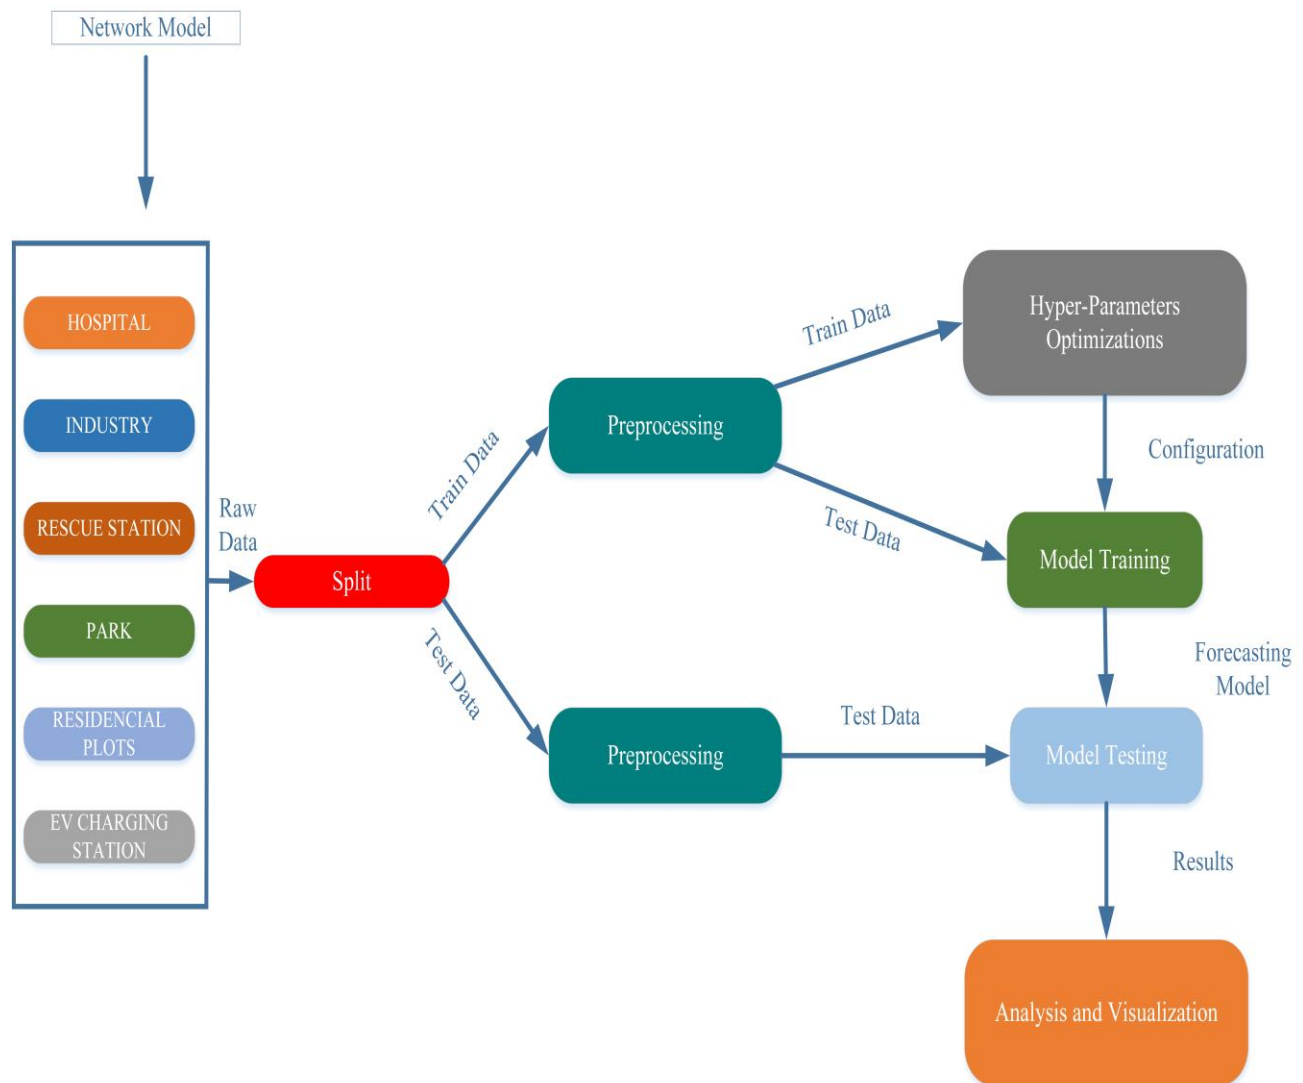 Network Model
HOSPITAL
INDUSTRY
RESCUE STATION
PARK
RESIDENCIAL
PLOTS
EV CHARGING
STATION
Raw
Data
Split
Train Data
Test Data
Preprocessing
Preprocessing
Train Data
Test Data
Test Data
Hyper-Parameters
Optimizations
Configuration
Model Training
Forecasting
Model
Model Testing
Results
Analysis and Visualization